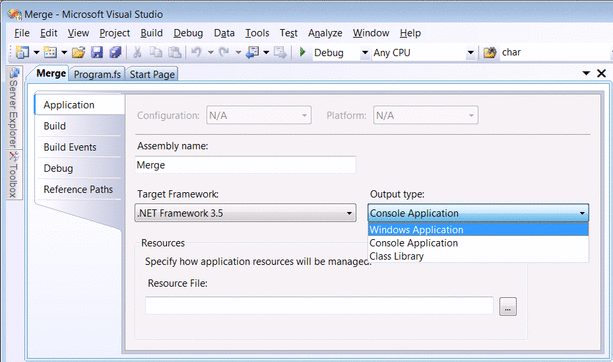 Merge - Microsoft Visual Studio
File Edit View Project Build Debug Data Tools Test Analyze Window Help
Debug Any CPU char
Merge Program.fs Start Page
Server Explorer
Toolbox
Application
Build
Build Events
Debug
Reference Paths
Configuration: N/A Platform: N/A
Assembly name:
Merge
Target Framework: Output type:
.NET Framework 3.5 Console Application
Windows Application
Console Application
Class Library
Resources
Specify how application resources will be managed.
Resource File:
...